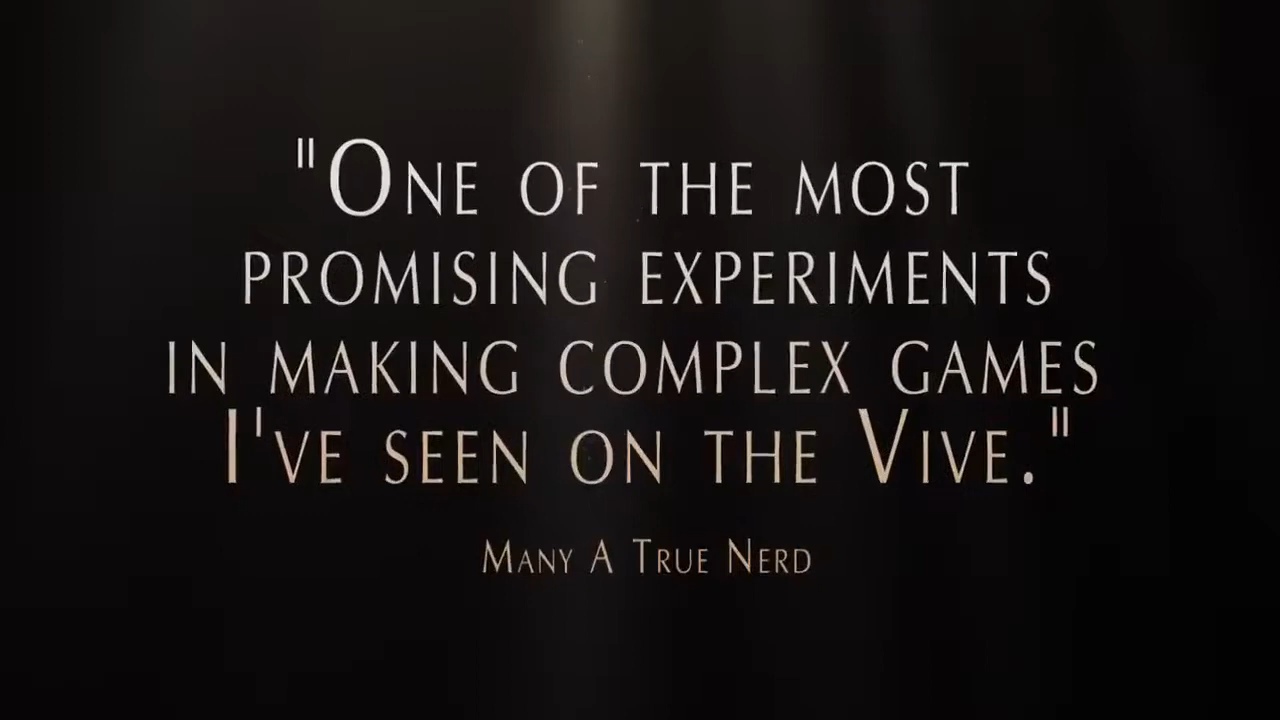 "One of the most
promising experiments
in making complex games
I've seen on the Vive."
Many A True Nerd